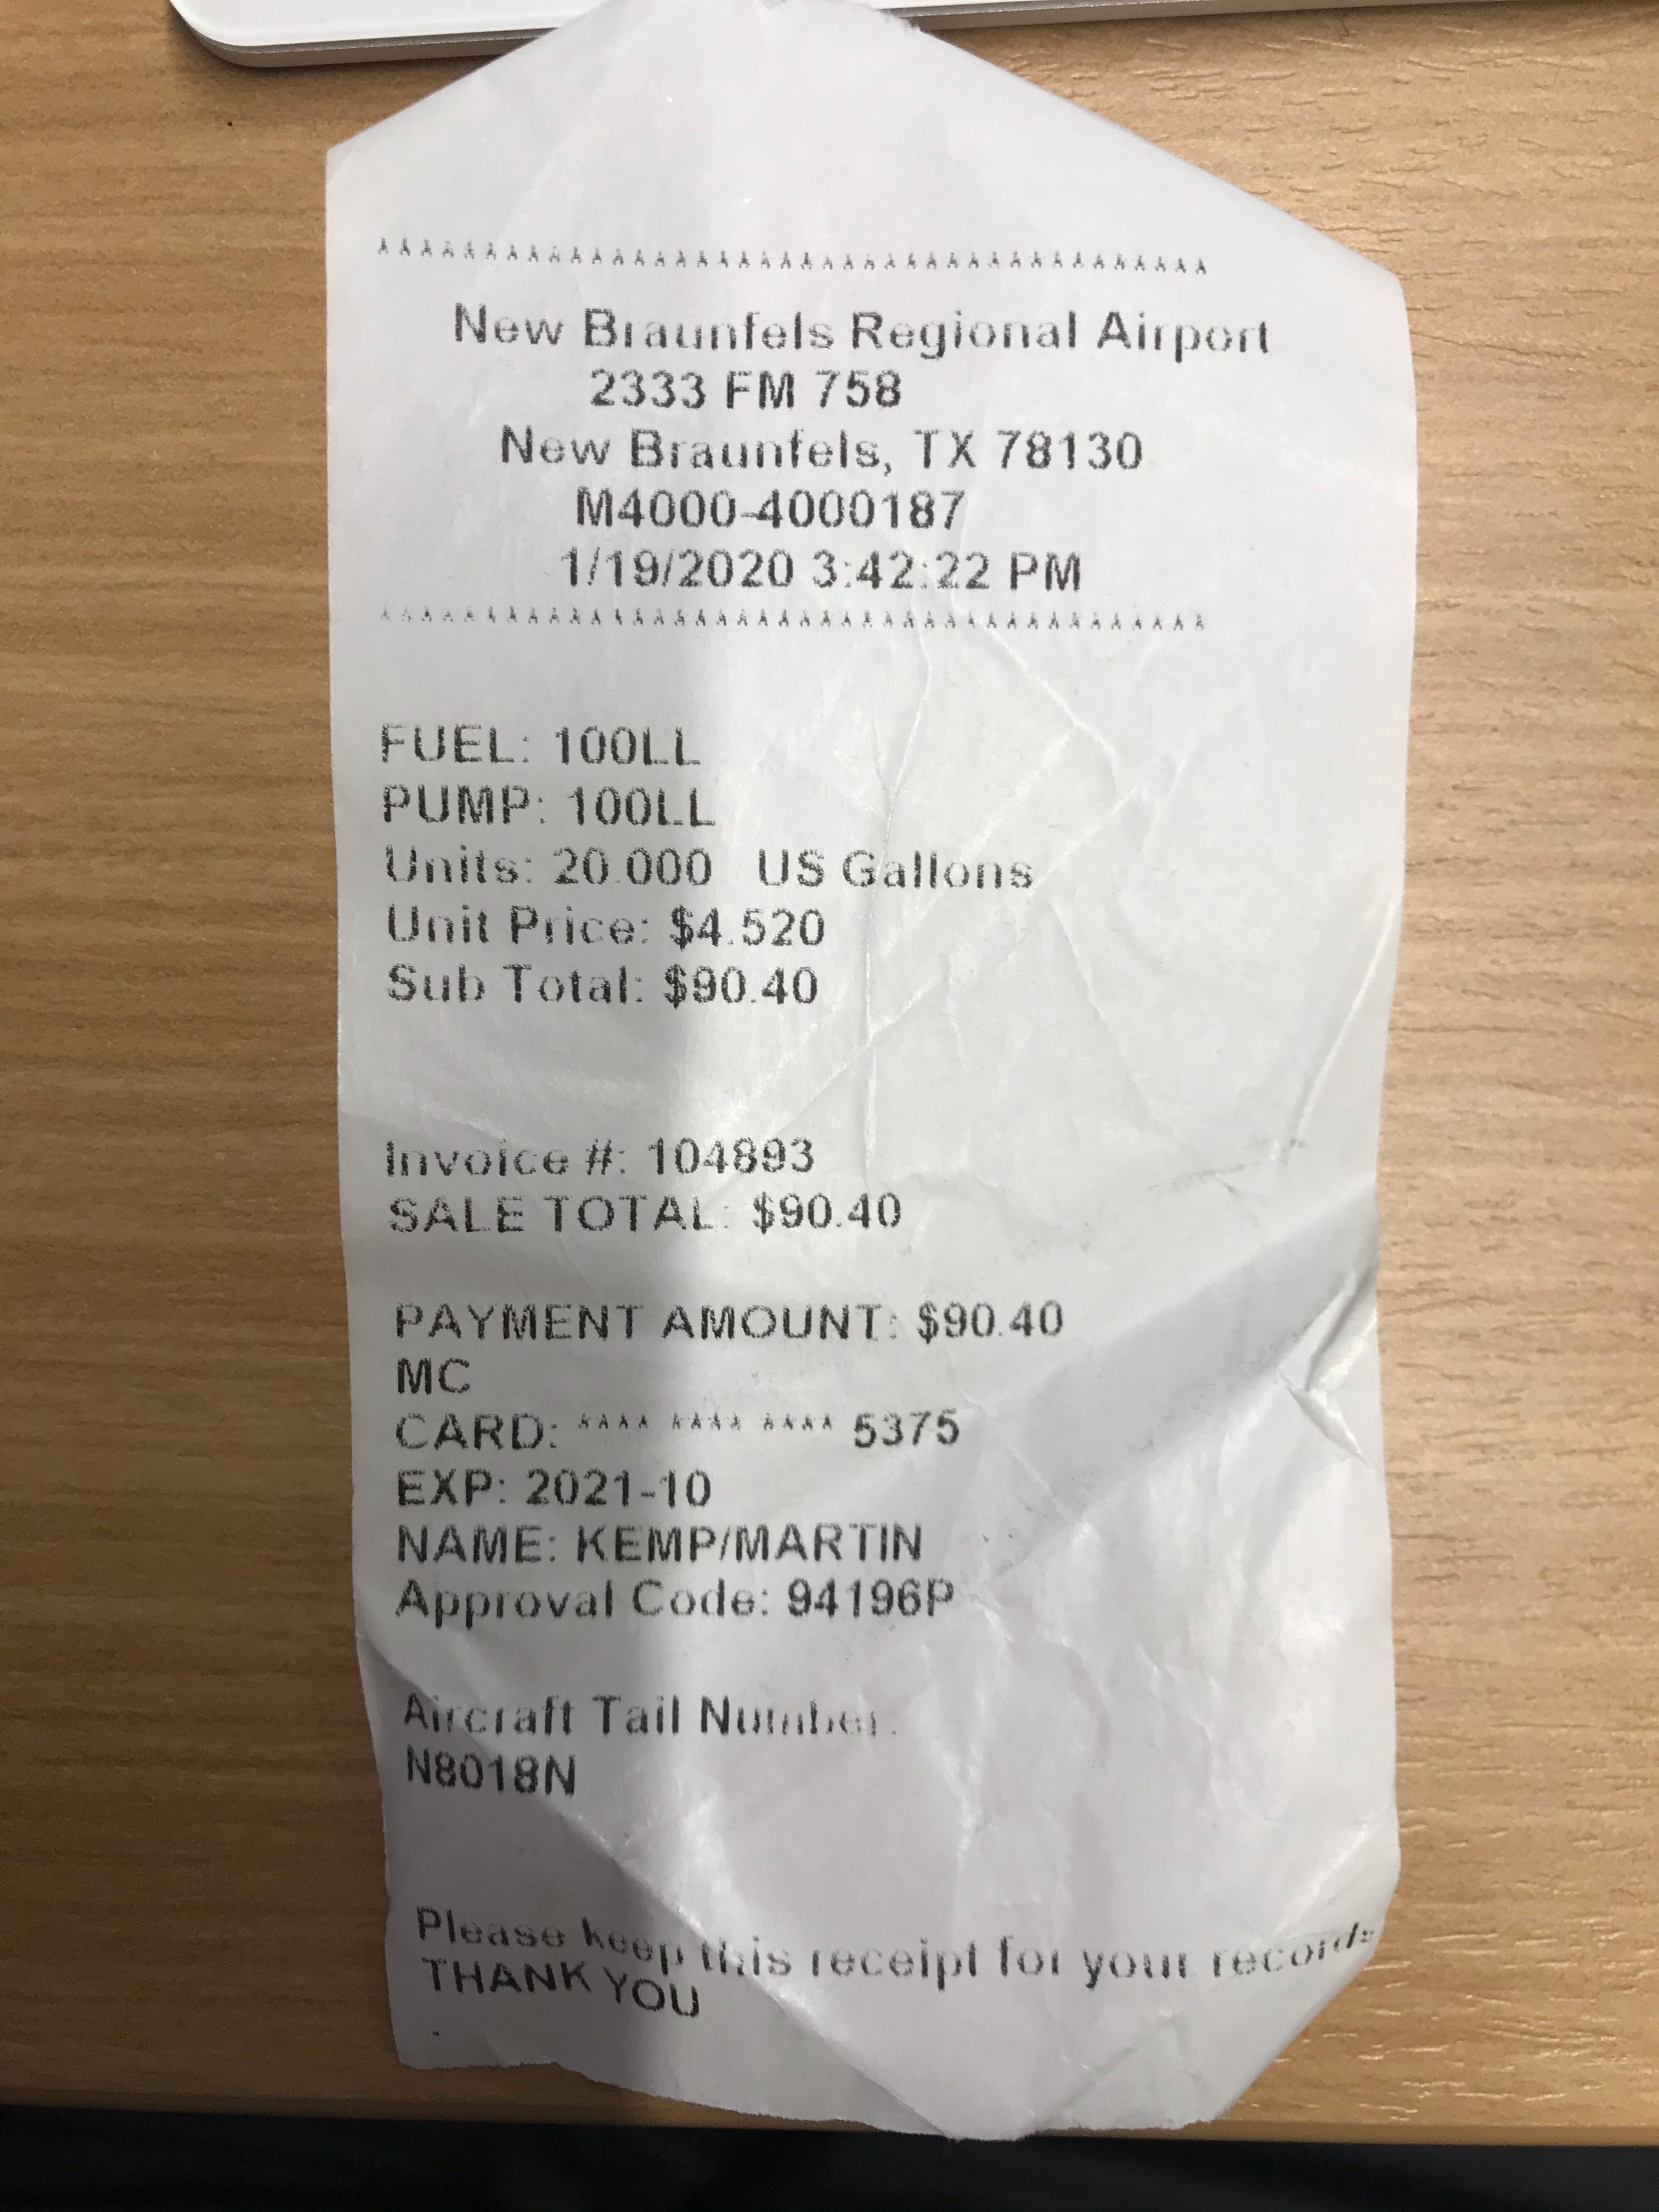 ***************************************
New Braunfels Regional Airport
2333 FM 758
New Braunfels, TX 78130
M4000-4000187
1/19/2020 3:42:22 PM
***************************************
FUEL: 100LL
PUMP: 100LL
Units: 20.000 US Gallons
Unit Price: $4.520
Sub Total: $90.40
Invoice #: 104893
SALE TOTAL: $90.40
PAYMENT AMOUNT: $90.40
MC
CARD: **** **** **** 5375
EXP: 2021-10
NAME: KEMP/MARTIN
Approval Code: 94196P
Aircraft Tail Number:
N8018N
Please keep this receipt for your records
THANK YOU